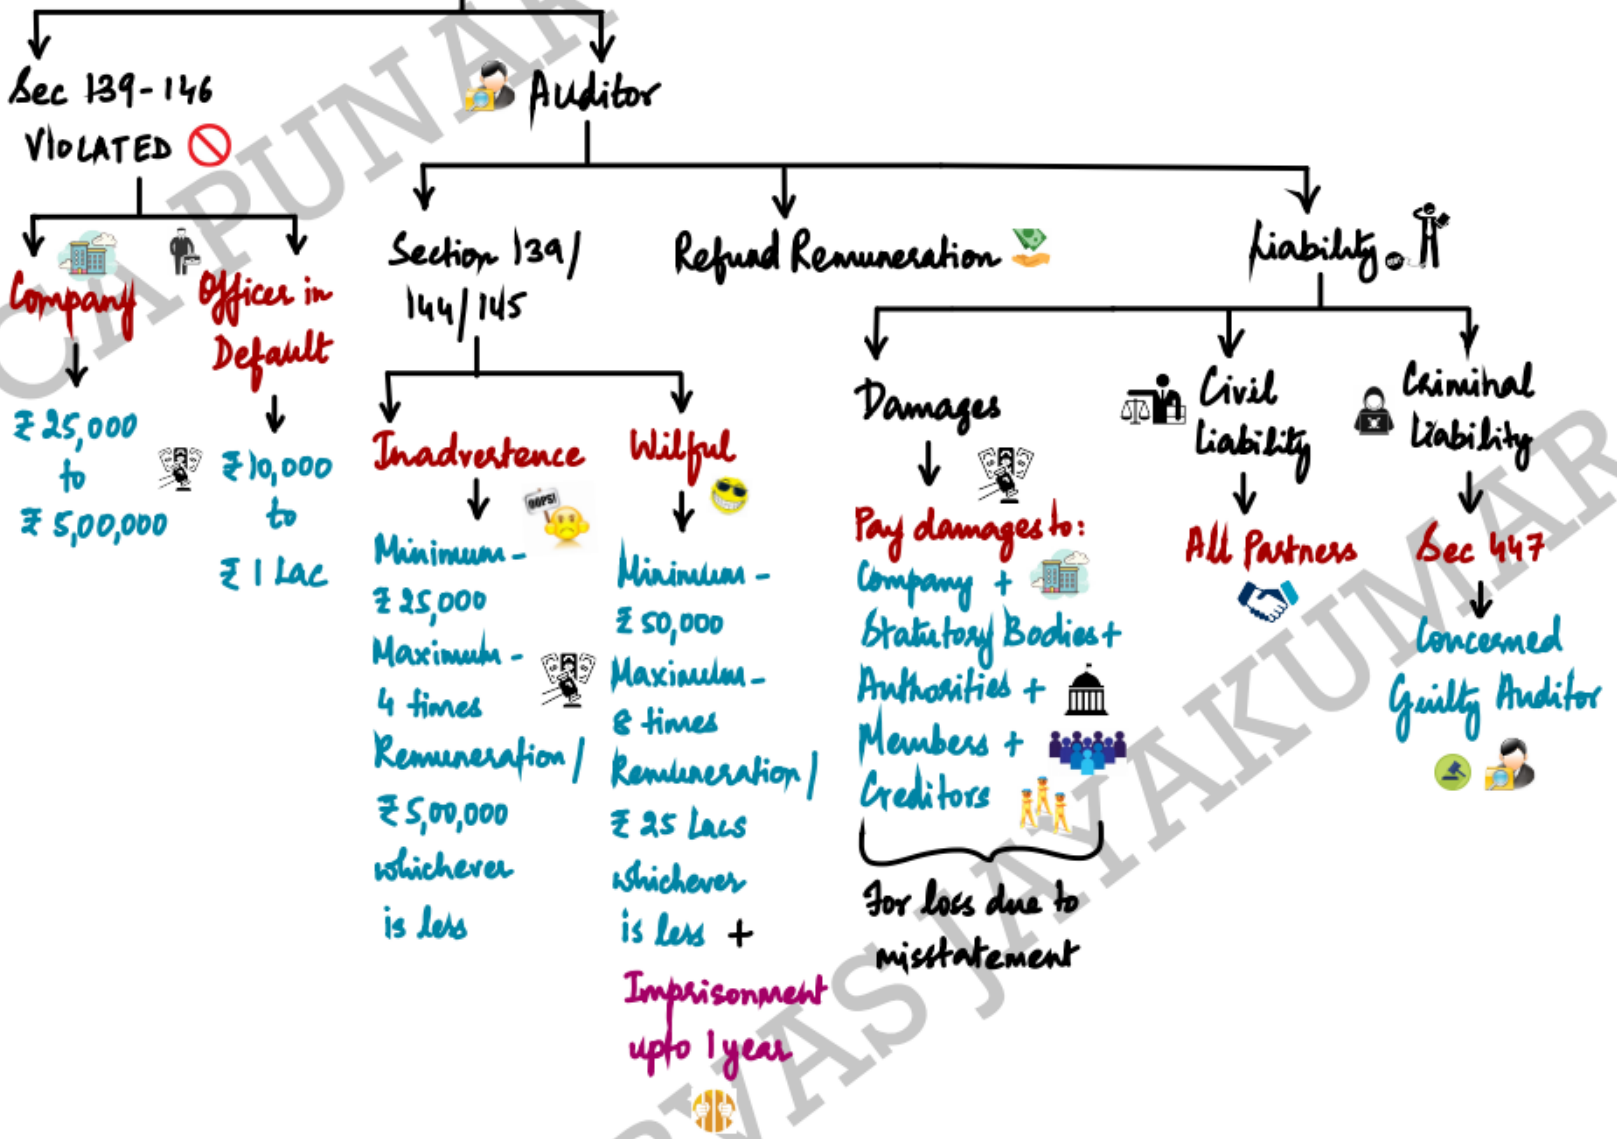 Sec 139-146
VIOLATED
Company
₹ 25,000
to
₹ 5,00,000
Officer in
Default
₹ 10,000
to
₹ 1 Lac
Auditor
Section 139/
144/145
Inadvertence
OOPS!
Minimum -
₹ 25,000
Maximum -
4 times
Remuneration/
₹ 5,00,000
whichever
is less
Wilful
Minimum -
₹ 50,000
Maximum -
8 times
Remuneration/
₹ 25 Lacs
whichever
is less +
Imprisonment
upto 1 year
Refund Remuneration
Liability
Damages
Pay damages to:
Company +
Statutory Bodies +
Authorities +
Members +
Creditors
For loss due to
misstatement
Civil
Liability
All Partners
Criminal
Liability
Sec 447
Concerned
Guilty Auditor
CA PUNAR
VAS JAYAKUMAR